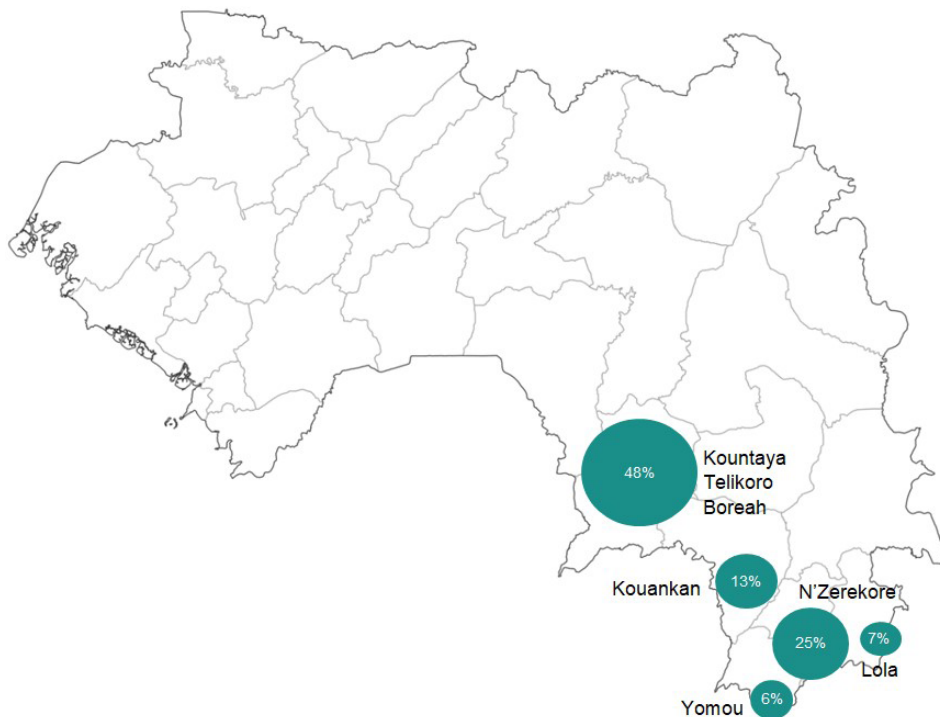 48%
Kountaya
Telikoro
Boreah
Kouankan
13%
N'Zerekore
25%
7%
Lola
Yomou
6%